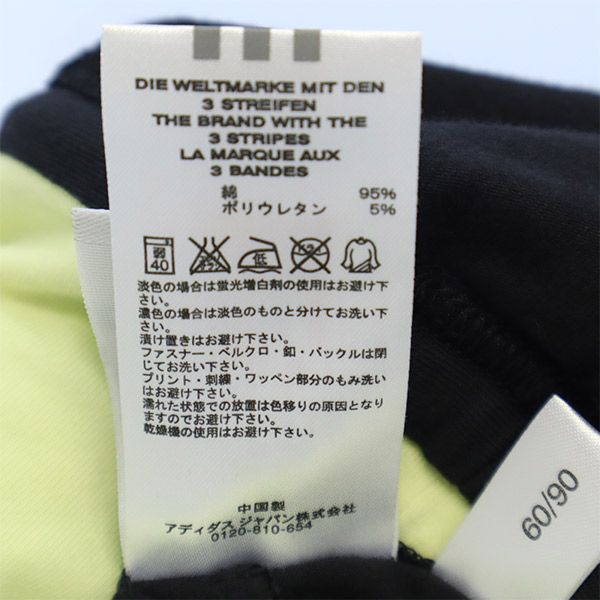 DIE WELTMARKE MIT DEN
3 STREIFEN
THE BRAND WITH THE
3 STRIPES
LA MARQUE AUX
3 BANDES
綿 95%
ポリウレタン 5%
弱
40
低
淡色の場合は蛍光増白剤の使用はお避け下さい。
濃色の場合は淡色のものと分けてお洗い下さい。
漬け置きはお避け下さい。
ファスナー・ベルクロ・釦・バックルは閉
じてお洗い下さい。
プリント・刺繍・ワッペン部分のもみ洗い
はお避け下さい。
濡れた状態での放置は色移りの原因となり
ますのでお避け下さい。
乾燥機の使用はお避け下さい。
中国製
アディダス ジャパン株式会社
0120-810-654
60/90